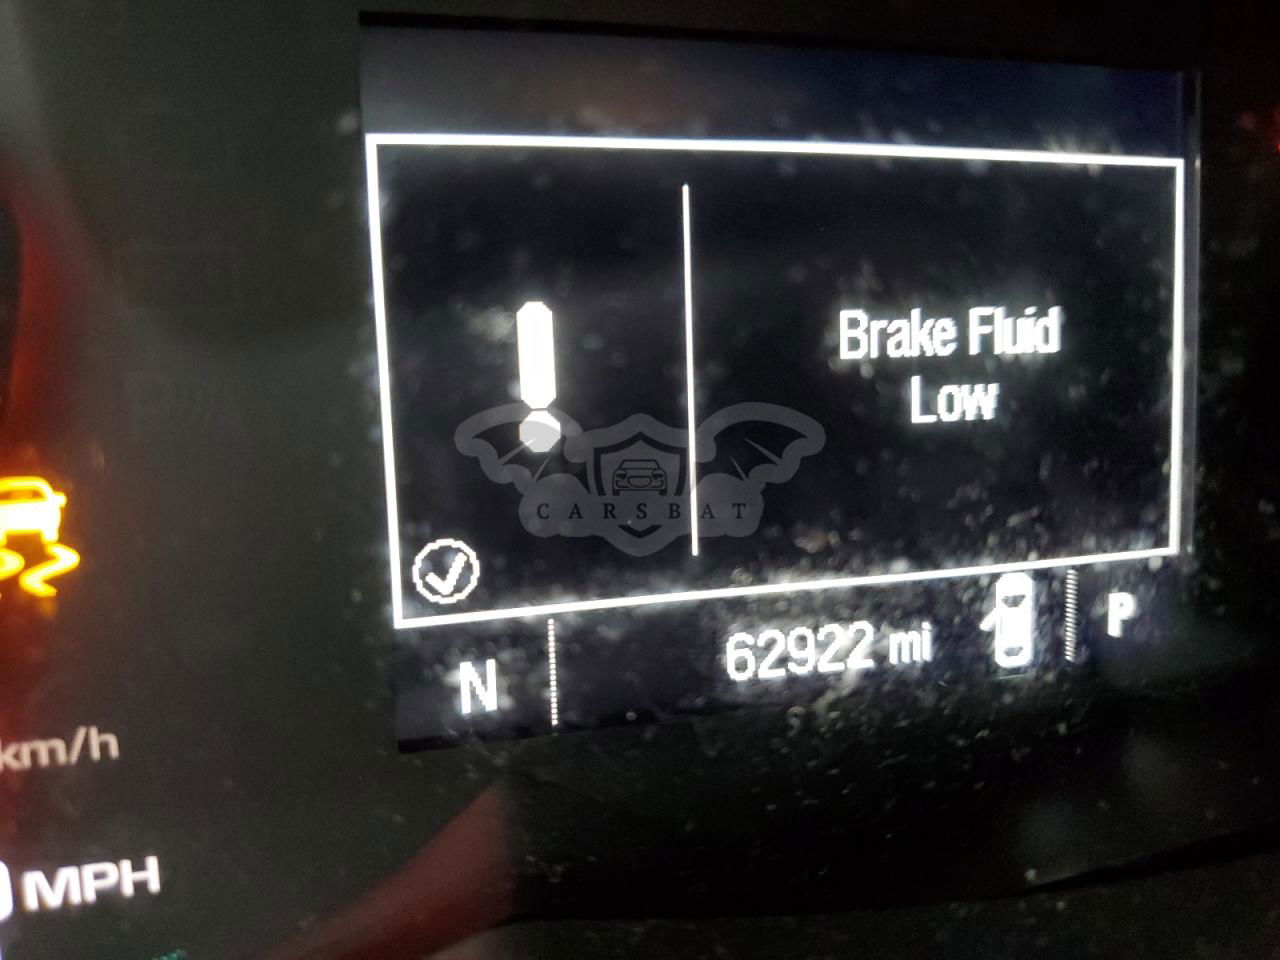 Brake Fluid
Low
CARSBAT
N
62922 mi
P
km/h
MPH